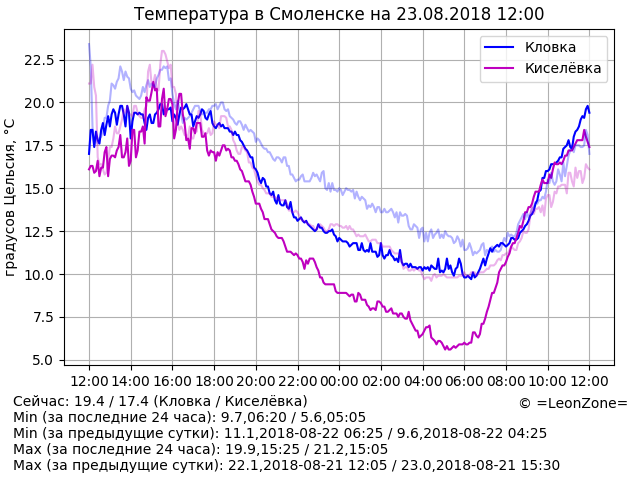 Температура в Смоленске на 23.08.2018 12:00
Кловка
Киселёвка
градусов Цельсия, °C
22.5
20.0
17.5
15.0
12.5
10.0
7.5
5.0
12:00 14:00 16:00 18:00 20:00 22:00 00:00 02:00 04:00 06:00 08:00 10:00 12:00
Сейчас: 19.4 / 17.4 (Кловка / Киселёвка)
© =LeonZone=
Min (за последние 24 часа): 9.7,06:20 / 5.6,05:05
Min (за предыдущие сутки): 11.1,2018-08-22 06:25 / 9.6,2018-08-22 04:25
Max (за последние 24 часа): 19.9,15:25 / 21.2,15:05
Max (за предыдущие сутки): 22.1,2018-08-21 12:05 / 23.0,2018-08-21 15:30